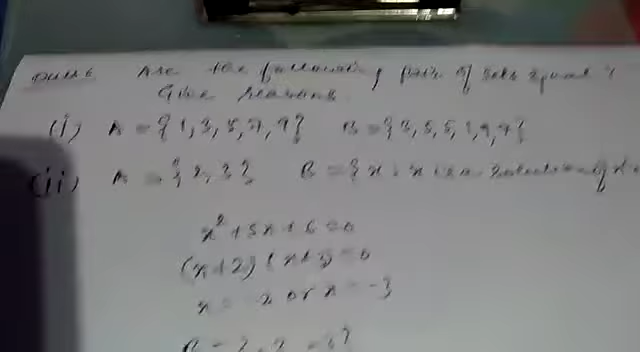 Are the following pair of sets equal?
Give reasons.
(i) A = {1, 3, 5, 7, 9} B = {3, 5, 5, 1, 9, 7}
(ii) A = {2, 3} B = {x : x is a solution of x
x² + 5x + 6 = 0
(x + 2) (x + 3) = 0
x = -2 or x = -3